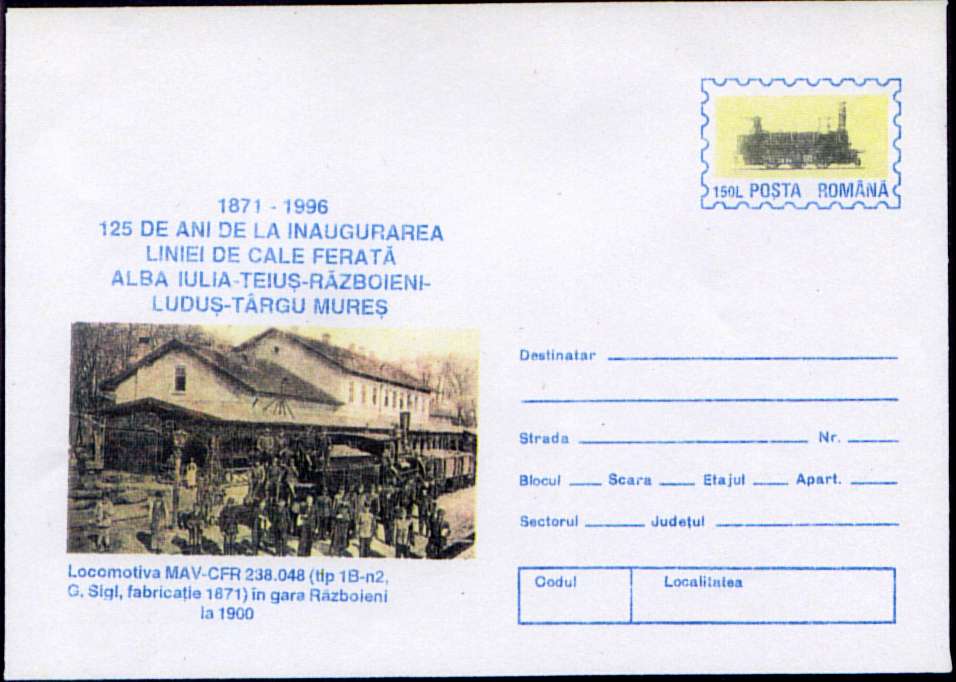 150L POȘTA ROMÂNĂ
1871 - 1996
125 DE ANI DE LA INAUGURAREA
LINIEI DE CALE FERATĂ
ALBA IULIA-TEIUȘ-RĂZBOIENI-
LUDUȘ-TÂRGU MUREȘ
Locomotiva MAV-CFR 238.048 (tip 1B-n2,
G. Sigl, fabricație 1871) în gara Războieni
la 1900
Destinatar
Strada Nr.
Blocul Scara Etajul Apart.
Sectorul Județul
Codul Localitatea